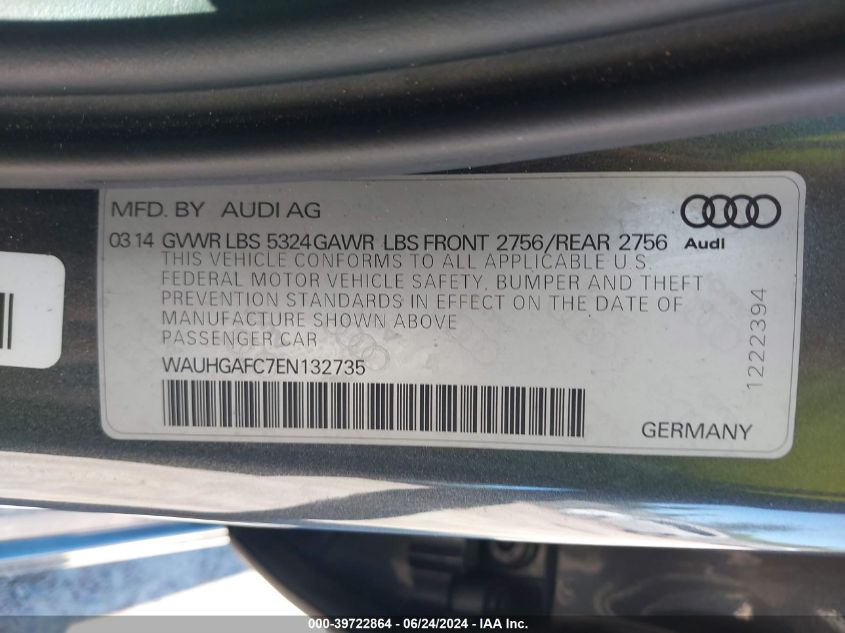 MFD. BY AUDI AG
03 14 GVWR LBS 5324 GAWR LBS FRONT 2756/REAR 2756
Audi
THIS VEHICLE CONFORMS TO ALL APPLICABLE U.S.
FEDERAL MOTOR VEHICLE SAFETY, BUMPER AND THEFT
PREVENTION STANDARDS IN EFFECT ON THE DATE OF
MANUFACTURE SHOWN ABOVE
PASSENGER CAR
WAUHGAFC7EN132735
1222394
GERMANY
000-39722864 - 06/24/2024 - IAAI Inc.